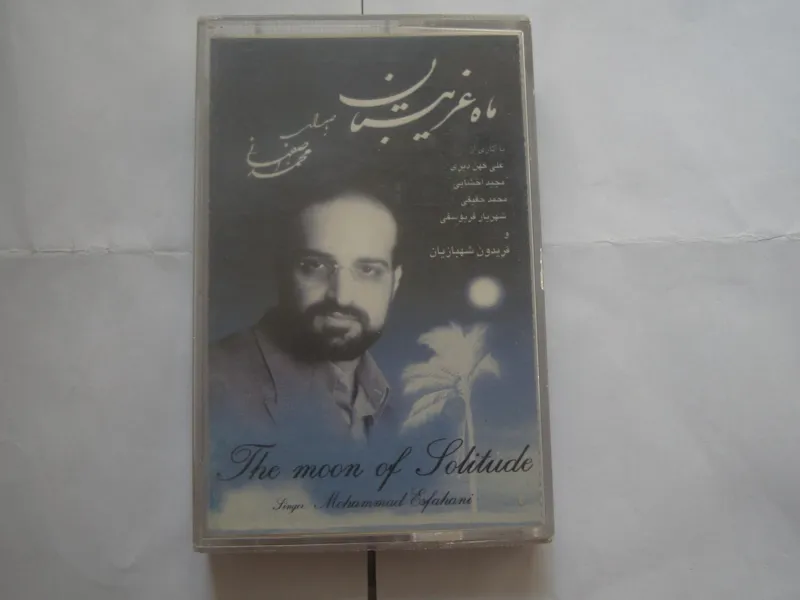 ماه غریبستان
به صدای
محمد اصفهانی
با آثاری از
علی کهن دیری
مجید اخشابی
محمد حقیقی
شهریار فریوسفی
و
فریدون شهبازیان
The moon of Solitude
Singer: Mohammad Esfahani